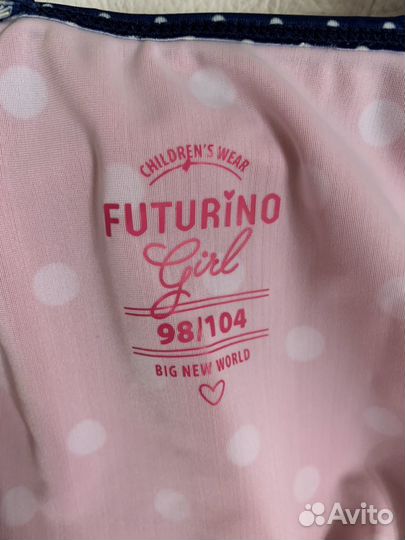 CHILDREN'S WEAR
FUTURiNO
Girl
98/104
BIG NEW WORLD
Avito